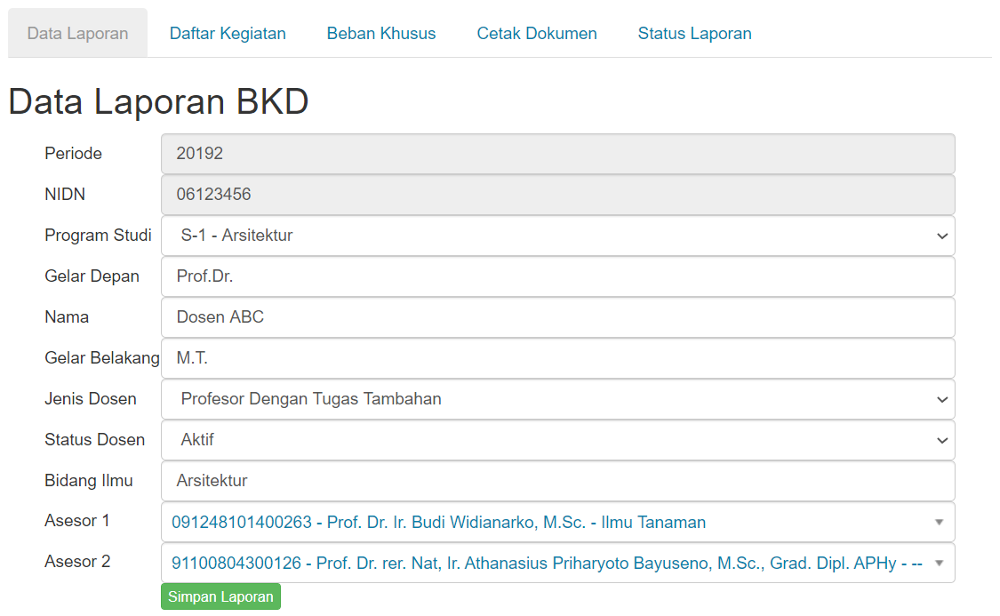 Data Laporan Daftar Kegiatan Beban Khusus Cetak Dokumen Status Laporan
Data Laporan BKD
Periode 20192
NIDN 06123456
Program Studi S-1 - Arsitektur
Gelar Depan Prof.Dr.
Nama Dosen ABC
Gelar Belakang M.T.
Jenis Dosen Profesor Dengan Tugas Tambahan
Status Dosen Aktif
Bidang Ilmu Arsitektur
Asesor 1 091248101400263 - Prof. Dr. Ir. Budi Widianarko, M.Sc. - Ilmu Tanaman
Asesor 2 91100804300126 - Prof. Dr. rer. Nat, Ir. Athanasius Priharyoto Bayuseno, M.Sc., Grad. Dipl. APHy - --
Simpan Laporan